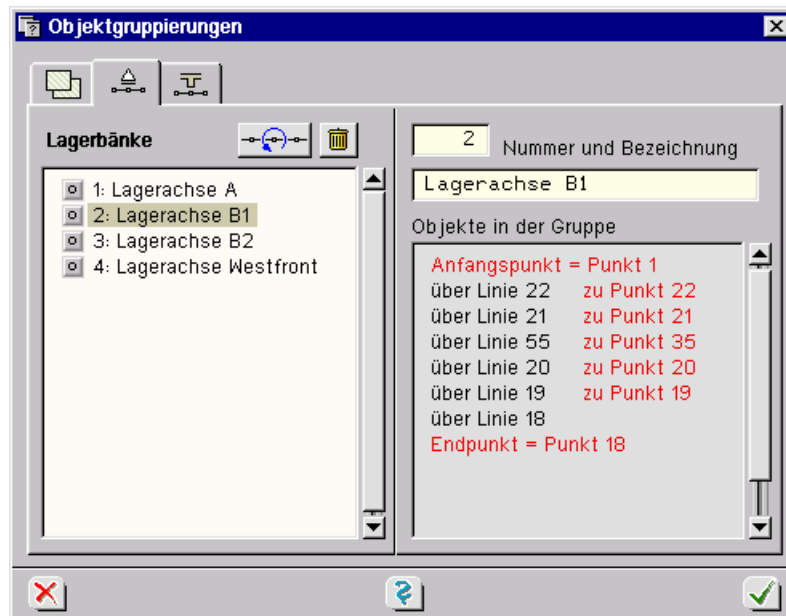 Objektgruppierungen
Lagerbänke
1: Lagerachse A
2: Lagerachse B1
3: Lagerachse B2
4: Lagerachse Westfront
2 Nummer und Bezeichnung
Lagerachse B1
Objekte in der Gruppe
Anfangspunkt = Punkt 1
über Linie 22 zu Punkt 22
über Linie 21 zu Punkt 21
über Linie 55 zu Punkt 35
über Linie 20 zu Punkt 20
über Linie 19 zu Punkt 19
über Linie 18
Endpunkt = Punkt 18